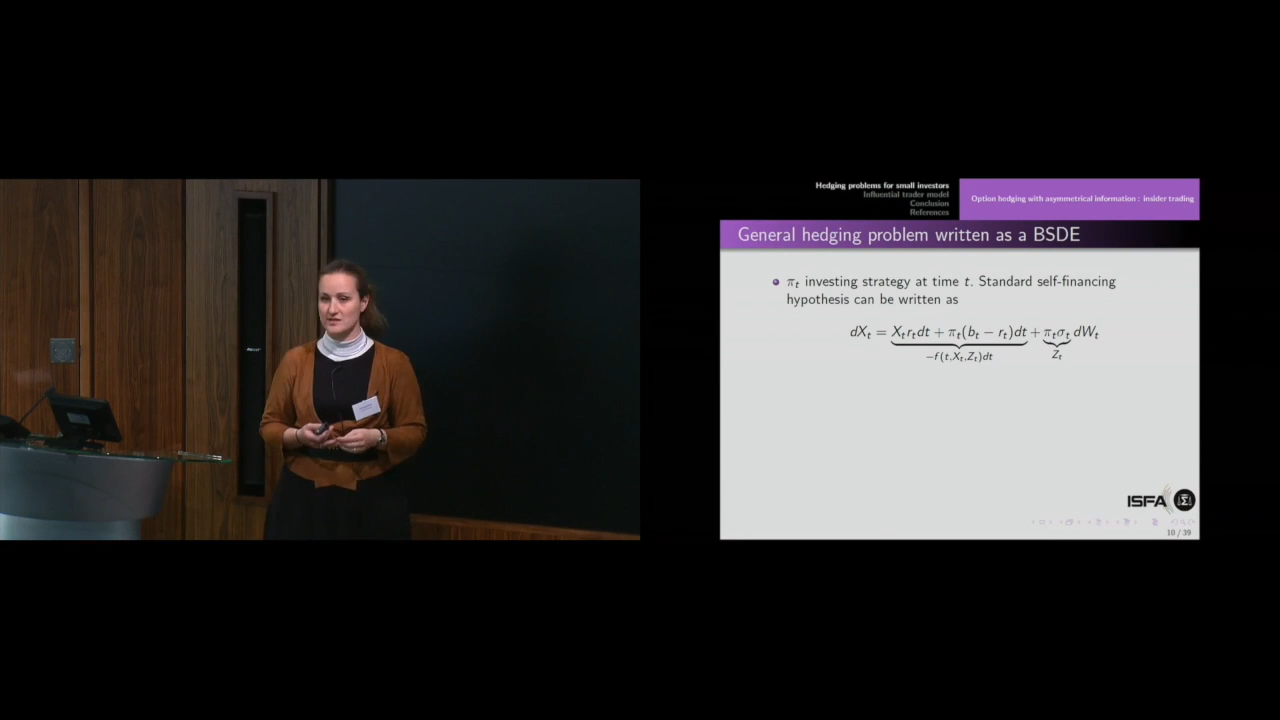 Hedging problems for small investors
Influential trader model
Conclusion
References
Option hedging with asymmetrical information : insider trading
General hedging problem written as a BSDE
π_t investing strategy at time t. Standard self-financing
hypothesis can be written as
dX_t = X_t r_t dt + π_t(b_t − r_t)dt + π_t σ_t dW_t
−f(t,X_t,Z_t)dt
Z_t
ISFA
10 / 39